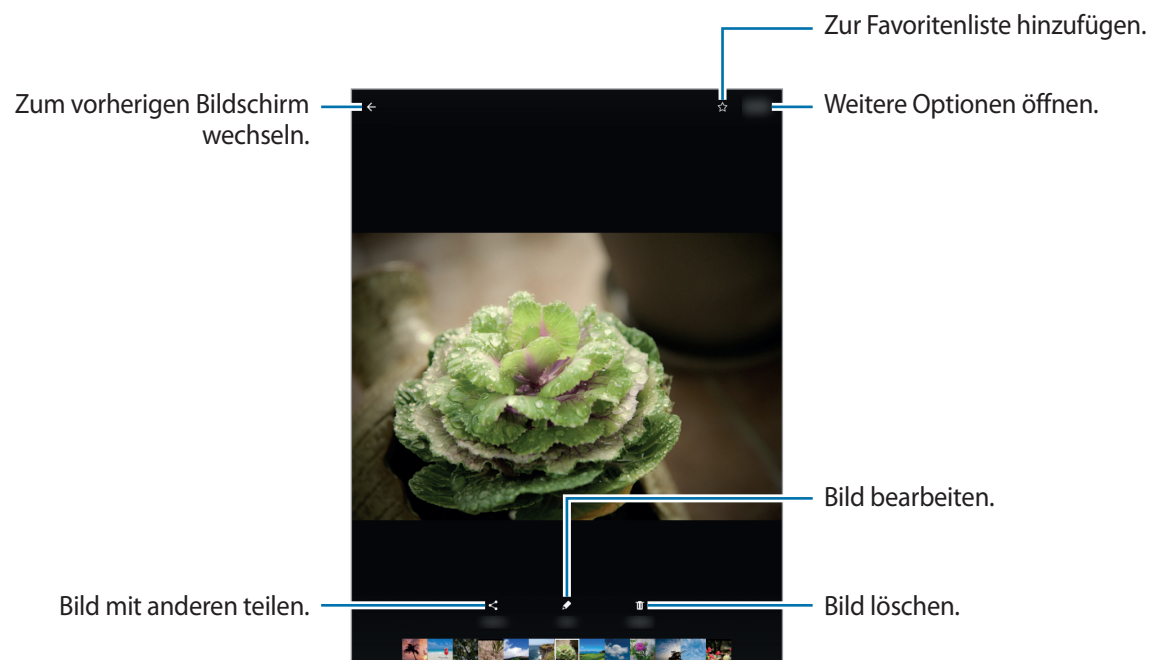 Zur Favoritenliste hinzufügen.
Zum vorherigen Bildschirm
wechseln.
Weitere Optionen öffnen.
Bild bearbeiten.
Bild mit anderen teilen.
Bild löschen.